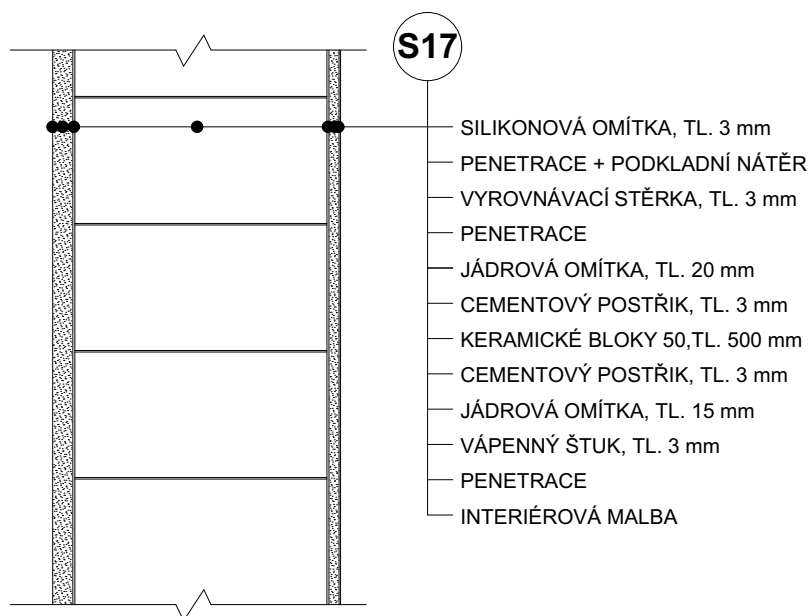 S17
SILIKONOVÁ OMÍTKA, TL. 3 mm
PENETRACE + PODKLADNÍ NÁTĚR
VYROVNÁVACÍ STĚRKA, TL. 3 mm
PENETRACE
JÁDROVÁ OMÍTKA, TL. 20 mm
CEMENTOVÝ POSTŘIK, TL. 3 mm
KERAMICKÉ BLOKY 50,TL. 500 mm
CEMENTOVÝ POSTŘIK, TL. 3 mm
JÁDROVÁ OMÍTKA, TL. 15 mm
VÁPENNÝ ŠTUK, TL. 3 mm
PENETRACE
INTERIÉROVÁ MALBA